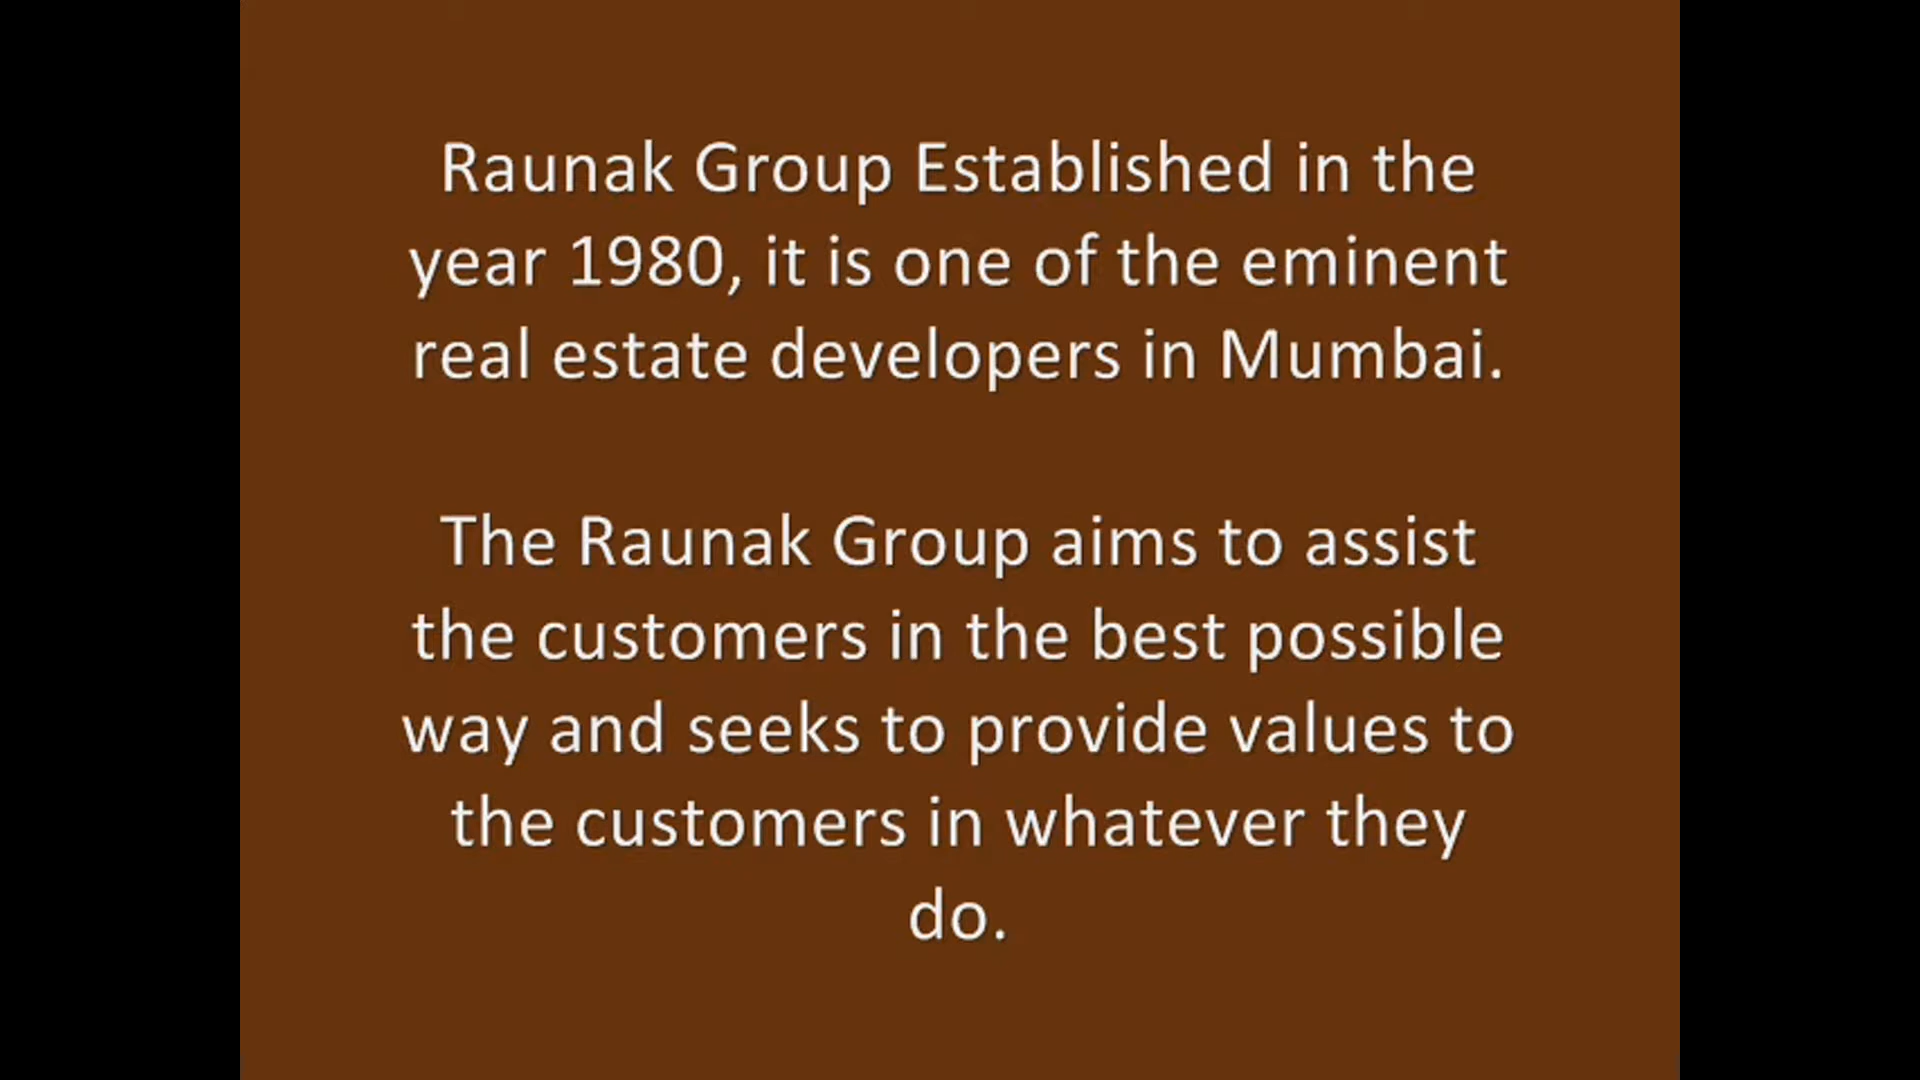 Raunak Group Established in the
year 1980, it is one of the eminent
real estate developers in Mumbai.
The Raunak Group aims to assist
the customers in the best possible
way and seeks to provide values to
the customers in whatever they
do.